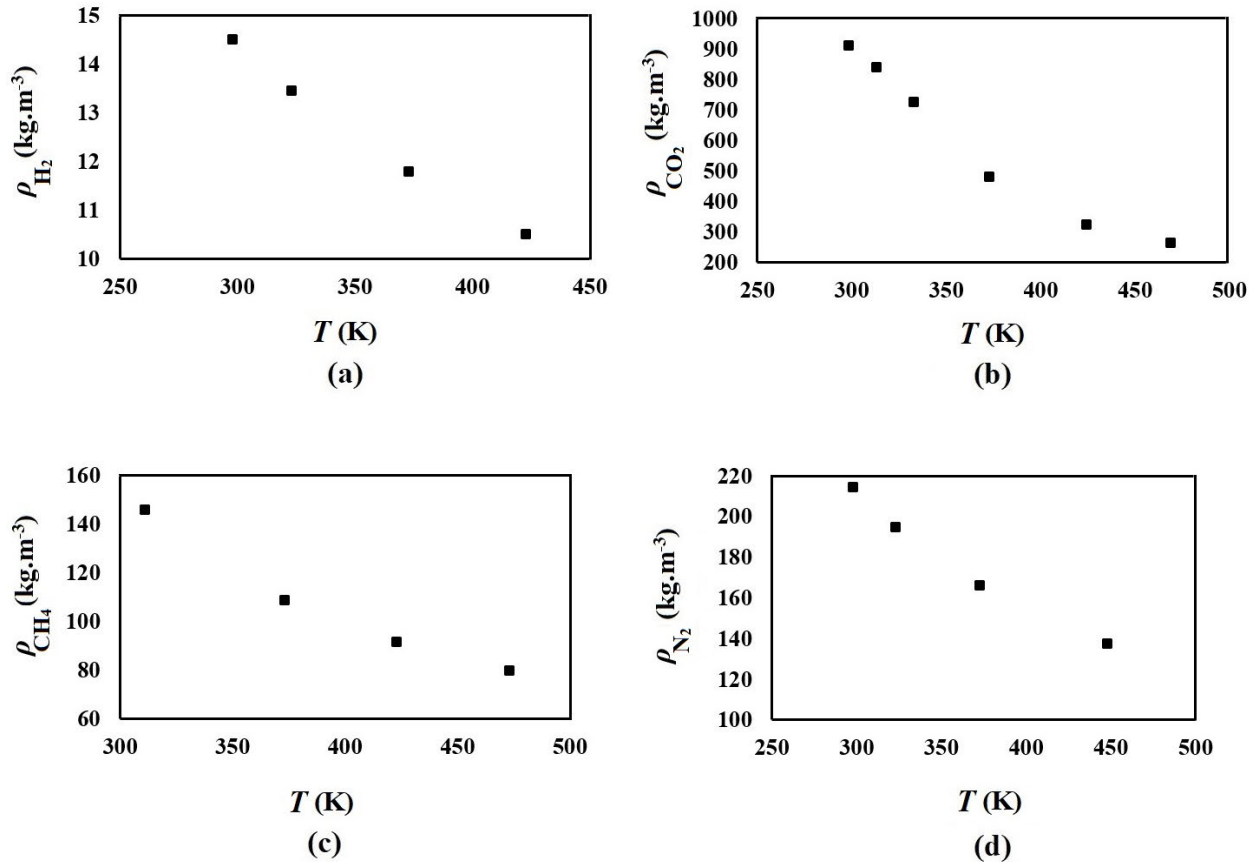 15
14
13
12
11
10
ρH₂ (kg.m⁻³)
250 300 350 400 450
T (K)
(a)
1000
900
800
700
600
500
400
300
200
ρCO₂ (kg.m⁻³)
250 300 350 400 450 500
T (K)
(b)
160
140
120
100
80
60
ρCH₄ (kg.m⁻³)
300 350 400 450 500
T (K)
(c)
220
200
180
160
140
120
100
ρN₂ (kg.m⁻³)
250 300 350 400 450 500
T (K)
(d)